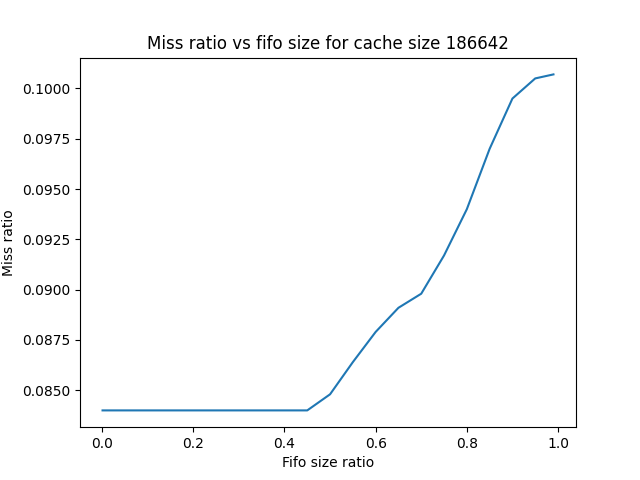 Miss ratio vs fifo size for cache size 186642
0.1000
0.0975
0.0950
0.0925
0.0900
0.0875
0.0850
Miss ratio
0.0 0.2 0.4 0.6 0.8 1.0
Fifo size ratio